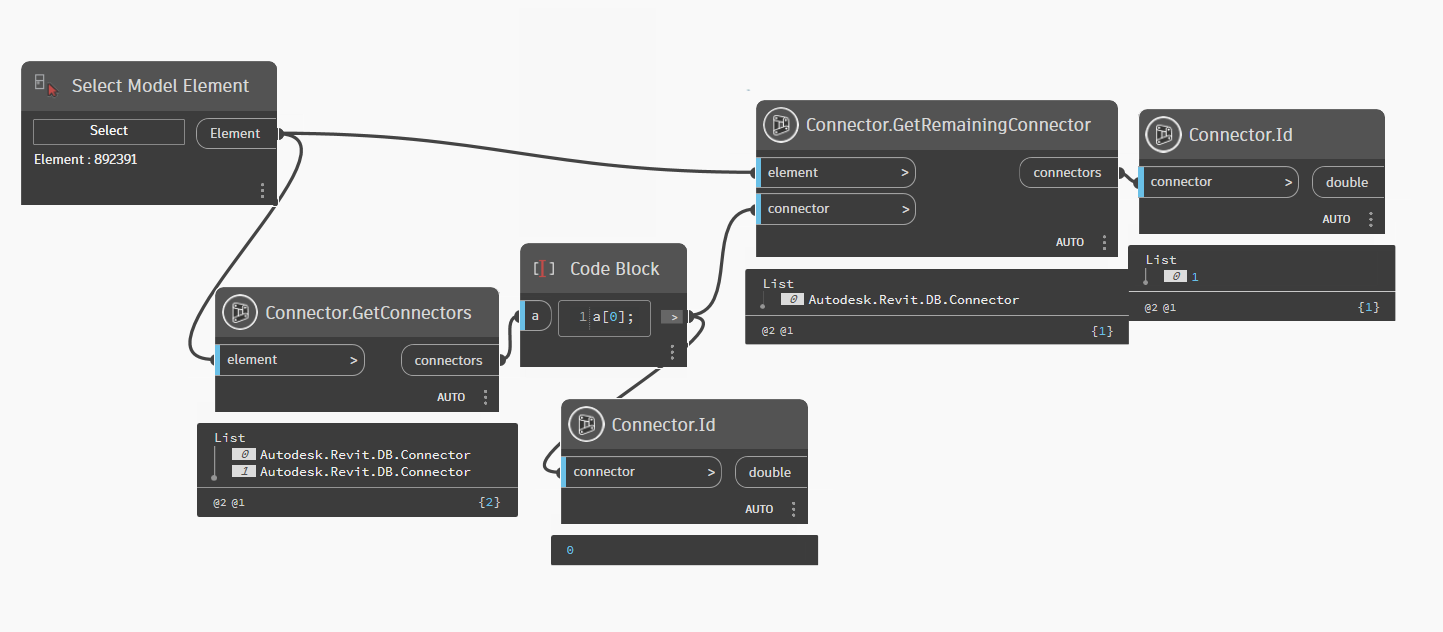 Select Model Element
Select
Element
Element : 892391
Connector.GetRemainingConnector
element >
connectors
connector >
AUTO
List
0 Autodesk.Revit.DB.Connector
@2 @1
{1}
Connector.Id
connector >
double
AUTO
List
0 1
@2 @1
{1}
Code Block
a
1 a[0];
>
Connector.GetConnectors
element >
connectors
AUTO
List
0 Autodesk.Revit.DB.Connector
1 Autodesk.Revit.DB.Connector
@2 @1
{2}
Connector.Id
connector >
double
AUTO
0